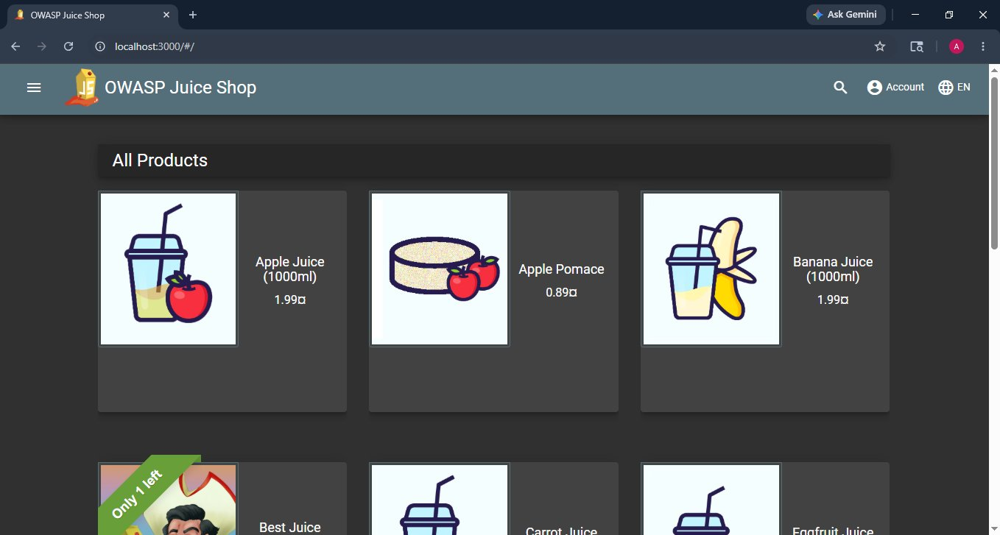 OWASP Juice Shop
Ask Gemini
localhost:3000/#/
A
JS
OWASP Juice Shop
Account
EN
All Products
Apple Juice
(1000ml)
1.99¤
Apple Pomace
0.89¤
Banana Juice
(1000ml)
1.99¤
Only 1 left
Best Juice
Carrot Juice
Eggfruit Juice